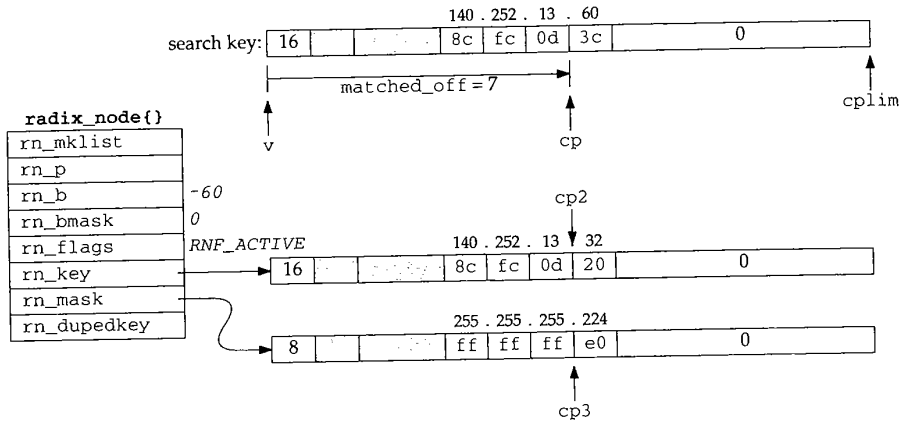 140 . 252 . 13 . 60
search key: 16 8c fc 0d 3c 0
matched_off = 7
cplim
v
cp
radix_node{}
rn_mklist
rn_p
rn_b -60
rn_bmask 0
rn_flags RNF_ACTIVE
rn_key
rn_mask
rn_dupedkey
cp2
140 . 252 . 13 32
16 8c fc 0d 20 0
255 . 255 . 255 . 224
8 ff ff ff e0 0
cp3